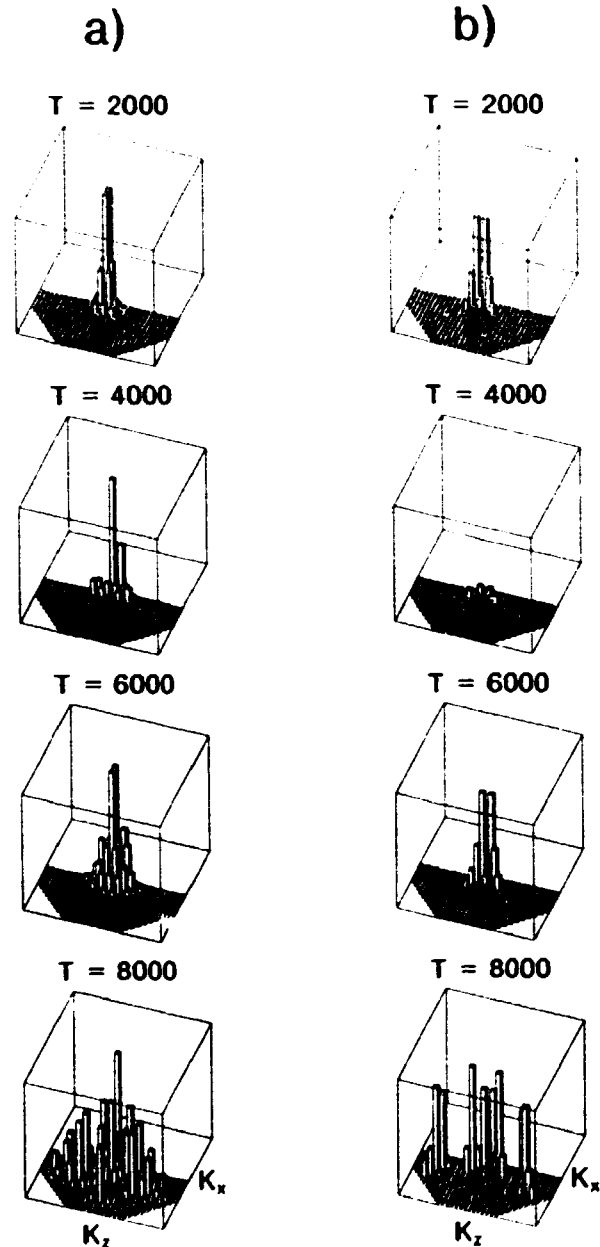 a) b)
T = 2000 T = 2000
T = 4000 T = 4000
T = 6000 T = 6000
T = 8000 T = 8000
Kx Kx
Kz Kz